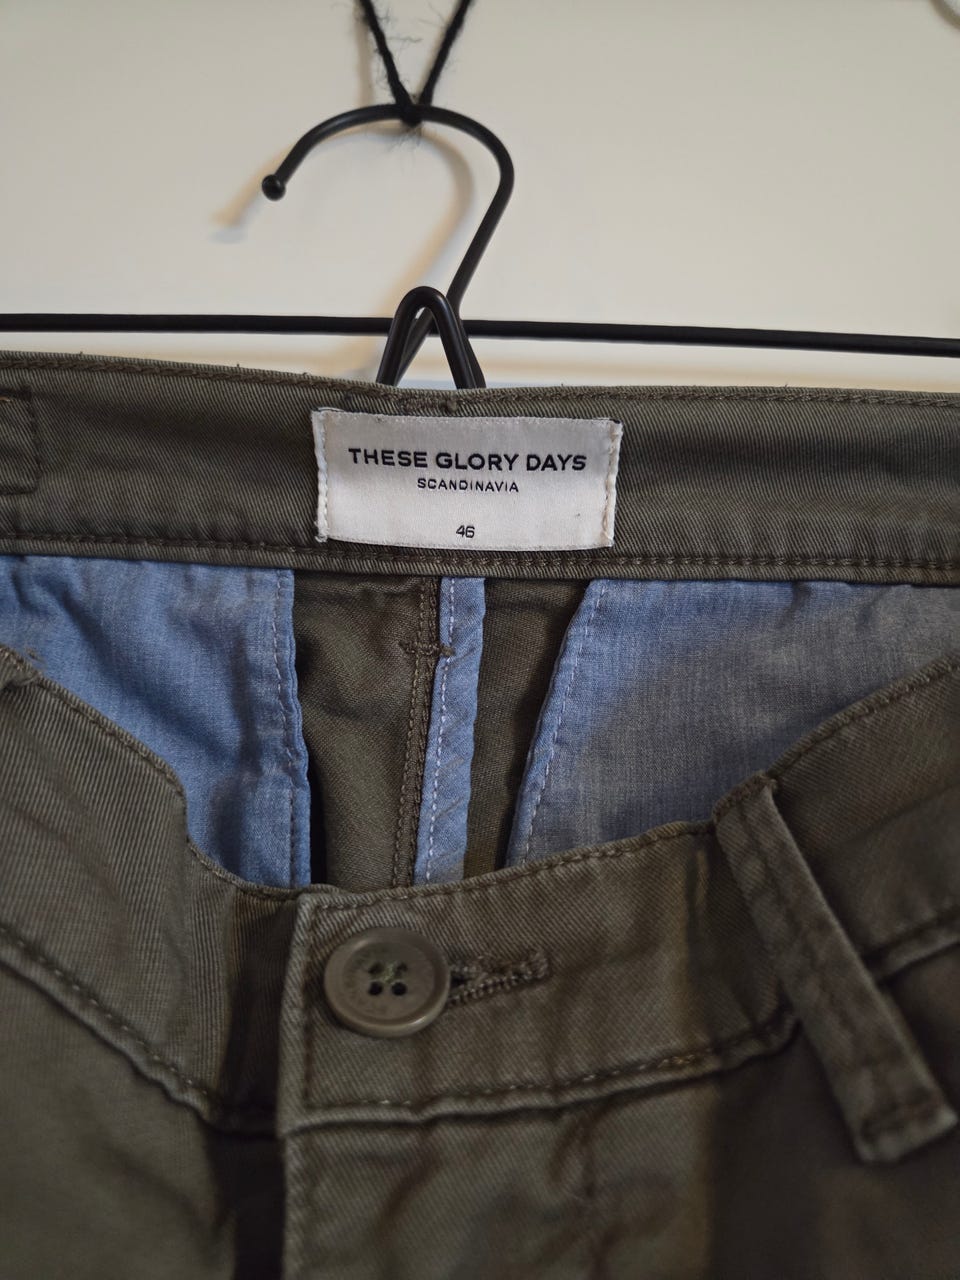 THESE GLORY DAYS
SCANDINAVIA
46